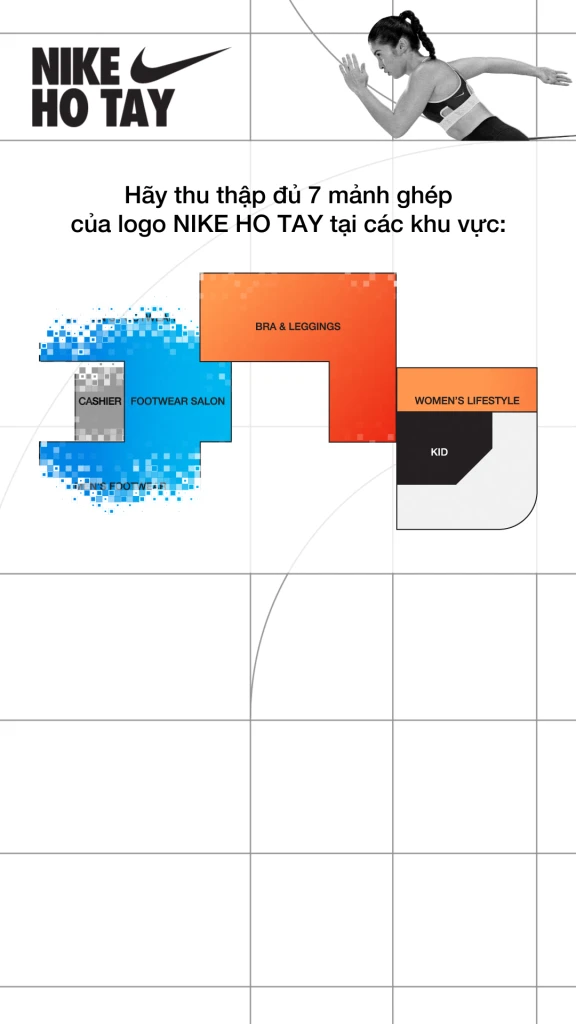 NIKE
HO TAY
Hãy thu thập đủ 7 mảnh ghép
của logo NIKE HO TAY tại các khu vực:
BRA & LEGGINGS
CASHIER
FOOTWEAR SALON
WOMEN'S LIFESTYLE
KID